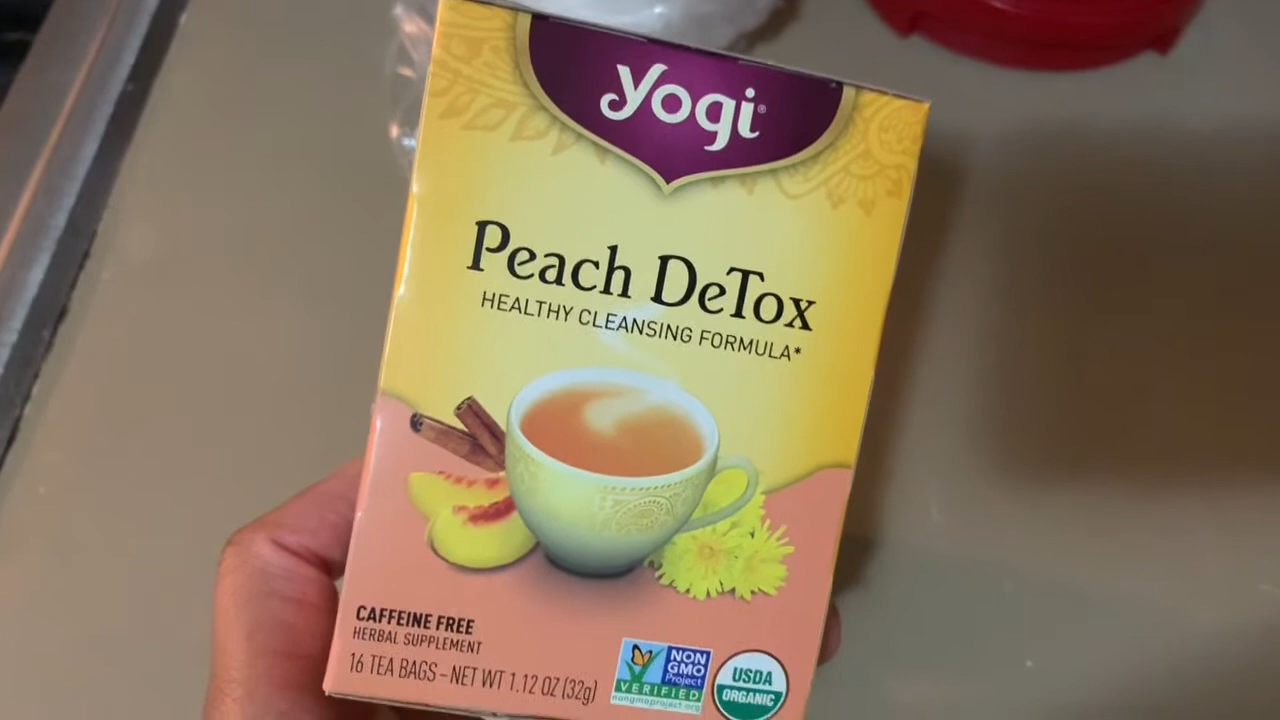 yogi®
Peach DeTox
HEALTHY CLEANSING FORMULA*
CAFFEINE FREE
HERBAL SUPPLEMENT
16 TEA BAGS – NET WT 1.12 OZ (32g)
NON
GMO
Project
VERIFIED
nongmoproject.org
USDA
ORGANIC